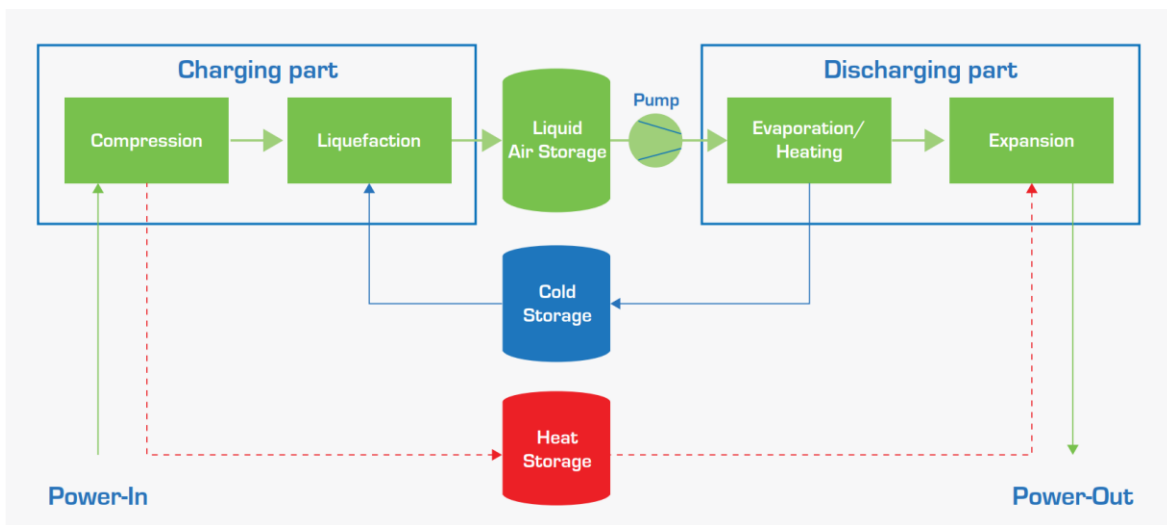 Charging part
Compression
Liquefaction
Liquid
Air Storage
Pump
Discharging part
Evaporation/
Heating
Expansion
Cold
Storage
Heat
Storage
Power-In
Power-Out